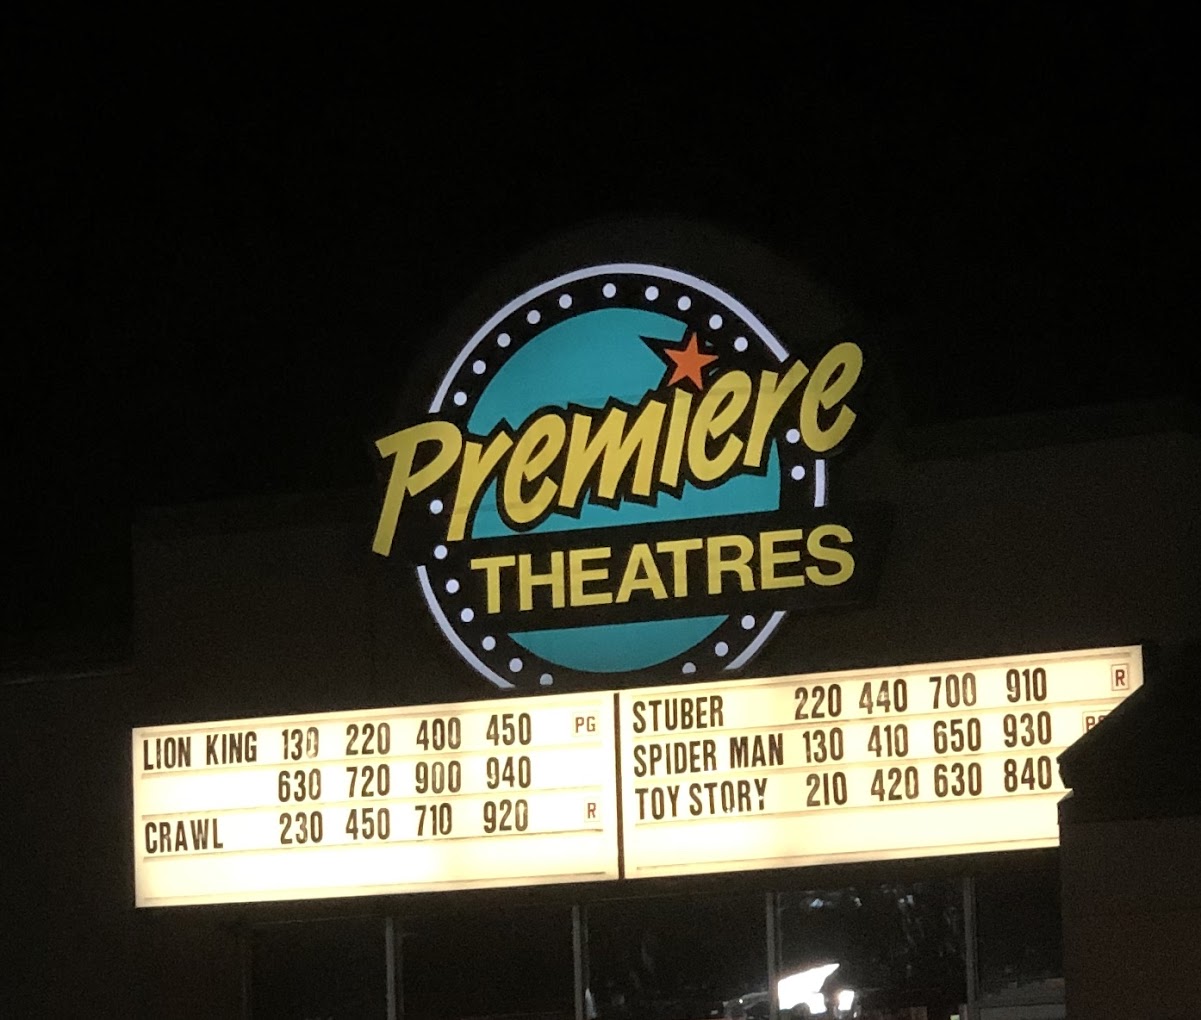 Premiere
THEATRES
LION KING 130 220 400 450 PG
630 720 900 940
CRAWL 230 450 710 920 R
STUBER 220 440 700 910 R
SPIDER MAN 130 410 650 930
TOY STORY 210 420 630 840